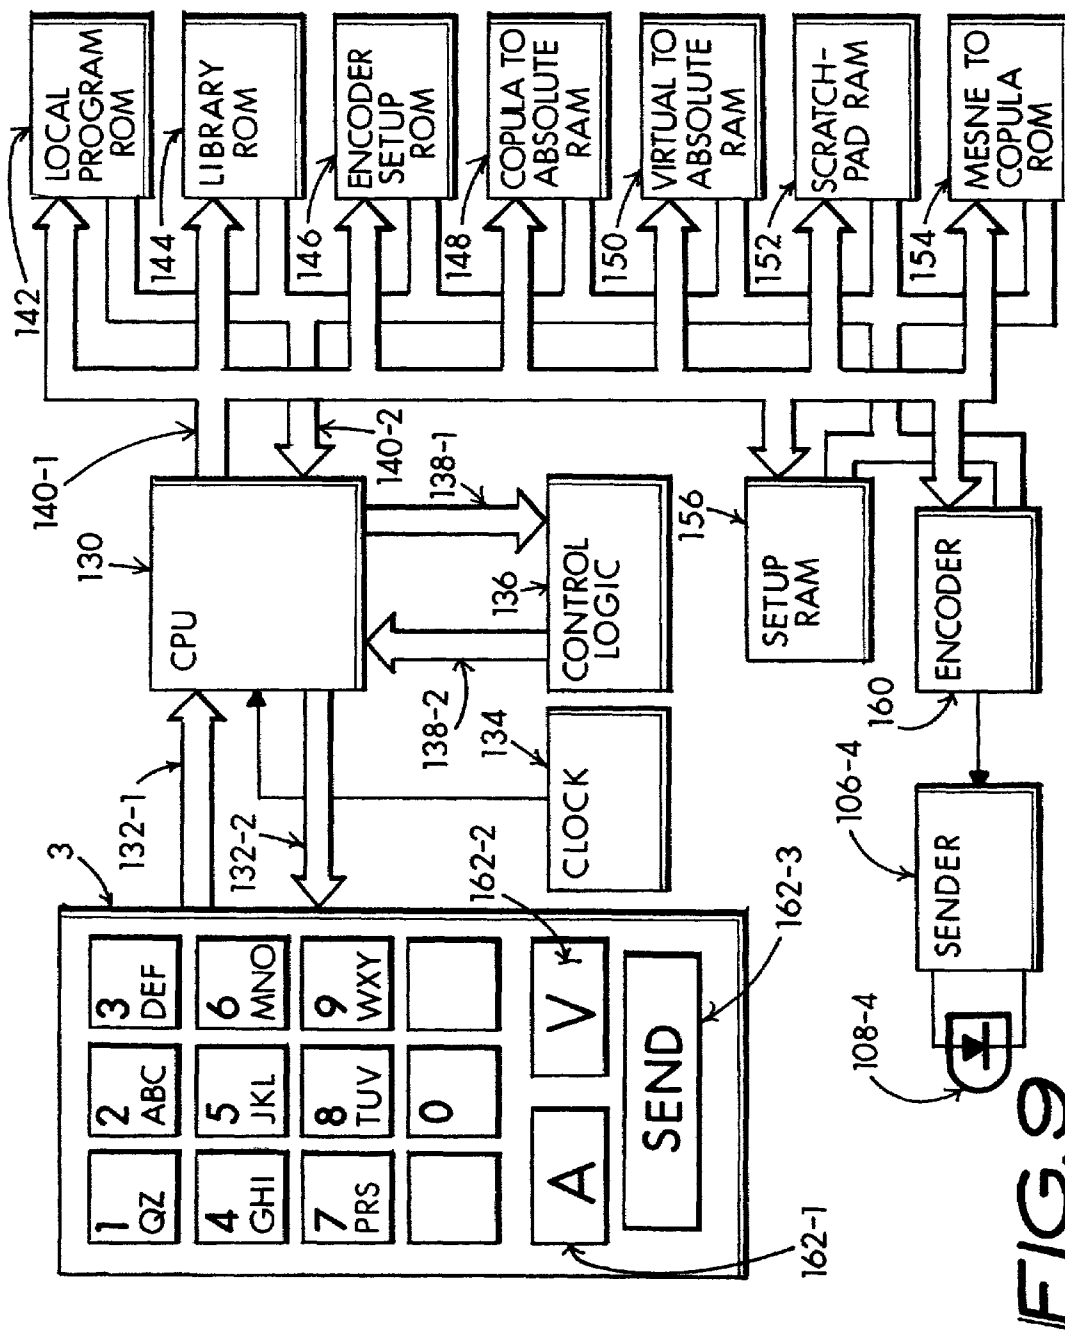 142
LOCAL
PROGRAM
ROM
144
LIBRARY
ROM
146
ENCODER
SETUP
ROM
148
COPULA TO
ABSOLUTE
RAM
150
VIRTUAL TO
ABSOLUTE
RAM
152
SCRATCH-
PAD RAM
154
MESNE TO
COPULA
ROM
140-1
140-2
130
CPU
138-1
138-2
136
CONTROL
LOGIC
134
CLOCK
156
SETUP
RAM
ENCODER
160
132-1
132-2
3
1
QZ
2
ABC
3
DEF
4
GHI
5
JKL
6
MNO
7
PRS
8
TUV
9
WXY
0
A
V
SEND
162-1
162-2
162-3
106-4
SENDER
108-4
FIG.9